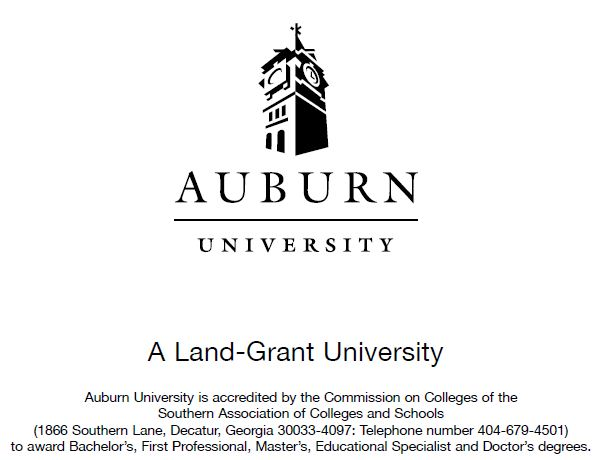 AUBURN
UNIVERSITY
A Land-Grant University
Auburn University is accredited by the Commission on Colleges of the
Southern Association of Colleges and Schools
(1866 Southern Lane, Decatur, Georgia 30033-4097: Telephone number 404-679-4501)
to award Bachelor's, First Professional, Master's, Educational Specialist and Doctor's degrees.